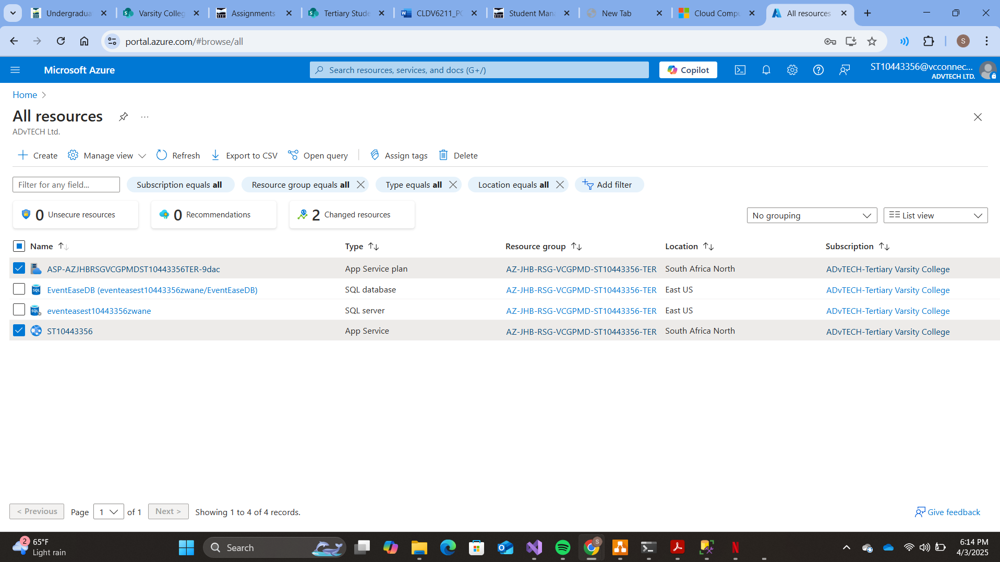 Undergradua
Varsity Colleg
Assignments
Tertiary Stude
CLDV6211_PO
Student Mana
New Tab
Cloud Compu
All resources
portal.azure.com/#browse/all
S
Microsoft Azure
Search resources, services, and docs (G+/)
Copilot
ST10443356@vcconnec...
ADVTECH LTD.
Home
All resources
...
ADvTECH Ltd.
Create
Manage view
Refresh
Export to CSV
Open query
Assign tags
Delete
Filter for any field...
Subscription equals all
Resource group equals all
Type equals all
Location equals all
Add filter
0 Unsecure resources
0 Recommendations
2 Changed resources
No grouping
List view
Name Type Resource group Location Subscription
ASP-AZJHBRSGVCGPMDST10443356TER-9dac App Service plan AZ-JHB-RSG-VCGPMD-ST10443356-TER South Africa North ADvTECH-Tertiary Varsity College
EventEaseDB (eventeasest10443356zwane/EventEaseDB) SQL database AZ-JHB-RSG-VCGPMD-ST10443356-TER East US ADvTECH-Tertiary Varsity College
eventeasest10443356zwane SQL server AZ-JHB-RSG-VCGPMD-ST10443356-TER East US ADvTECH-Tertiary Varsity College
ST10443356 App Service AZ-JHB-RSG-VCGPMD-ST10443356-TER South Africa North ADvTECH-Tertiary Varsity College
< Previous
Page 1 of 1
Next >
Showing 1 to 4 of 4 records.
Give feedback
2
65°F
Light rain
Search
S
6:14 PM
4/3/2025